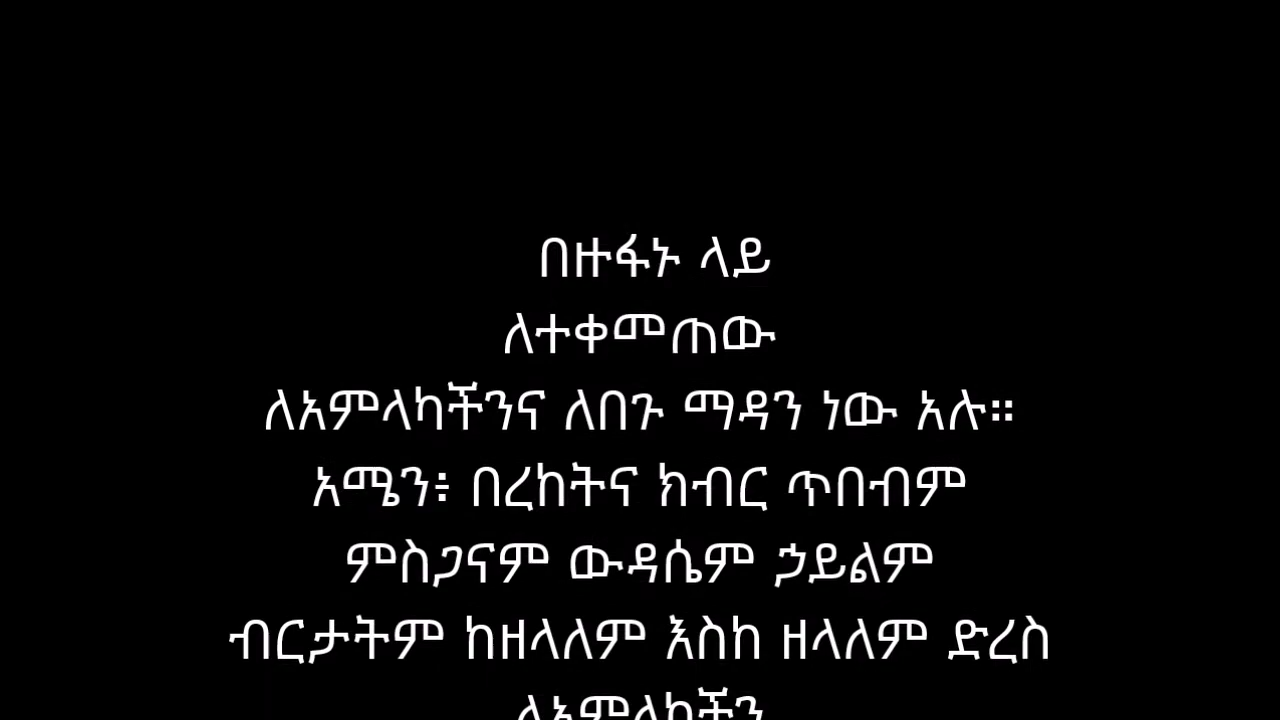 በዙፋኑ ላይ
ለተቀመጠው
ለአምላካችንና ለበጉ ማዳን ነው አሉ።
አሜን፥ በረከትና ክብር ጥበብም
ምስጋናም ውዳሴም ኃይልም
ብርታትም ከዘላለም እስከ ዘላለም ድረስ
ለአምላካችን